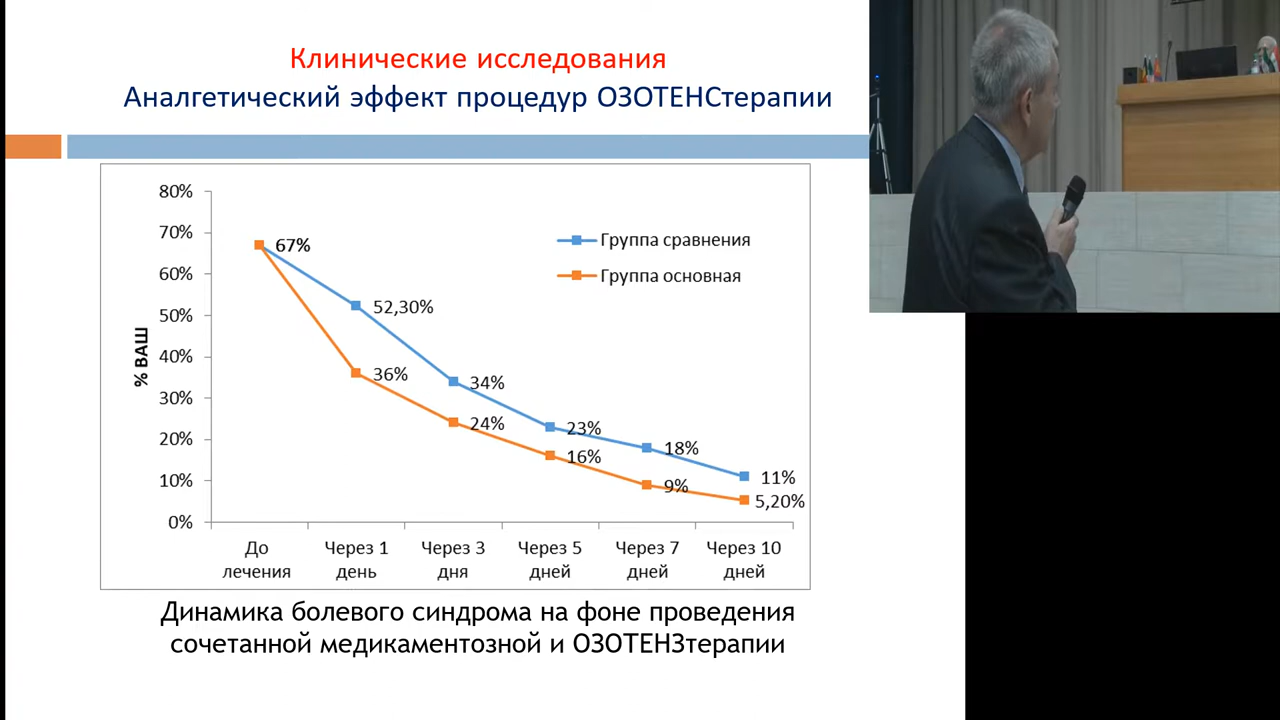 Клинические исследования
Аналгетический эффект процедур ОЗОТЕНСтерапии
80%
70%
60%
50%
40%
30%
20%
10%
0%
% ВАШ
Группа сравнения
Группа основная
67%
52,30%
36%
34%
24%
23%
16%
18%
9%
11%
5,20%
До
лечения
Через 1
день
Через 3
дня
Через 5
дней
Через 7
дней
Через 10
дней
Динамика болевого синдрома на фоне проведения
сочетанной медикаментозной и ОЗОТЕНЗтерапии